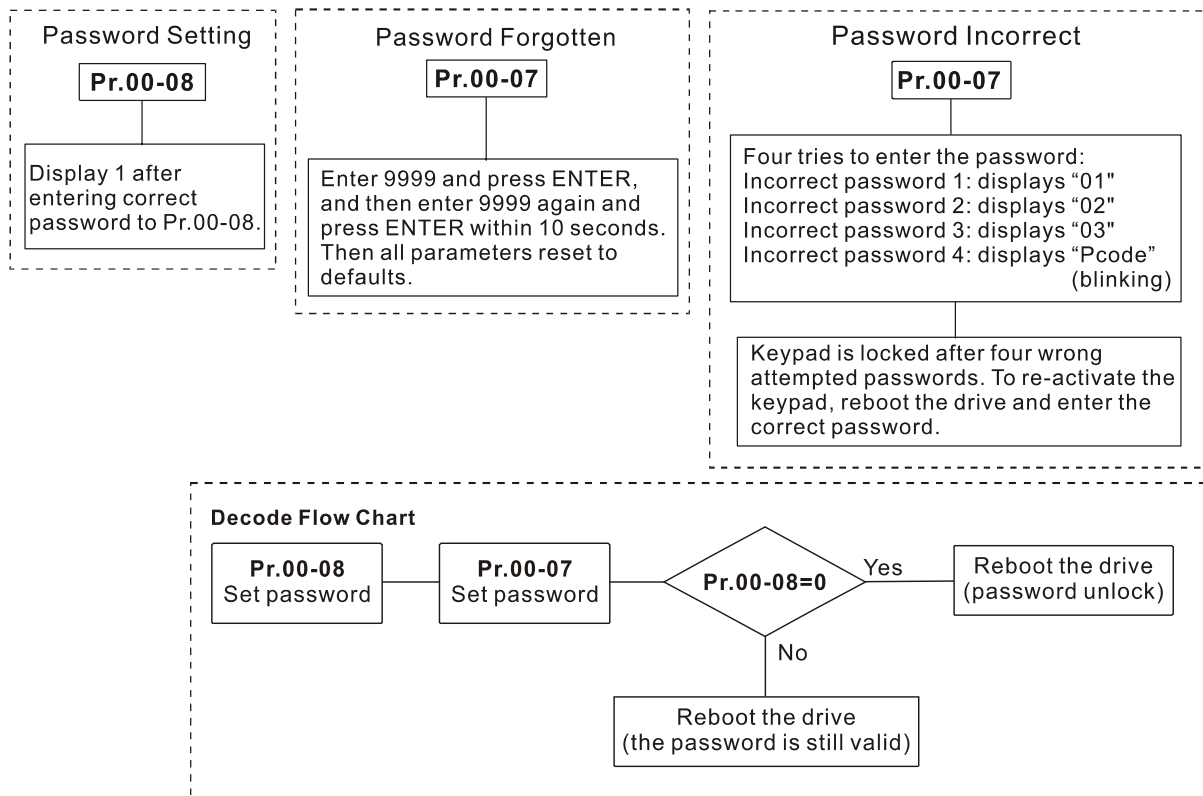 Password Setting
Pr.00-08
Display 1 after
entering correct
password to Pr.00-08.
Password Forgotten
Pr.00-07
Enter 9999 and press ENTER,
and then enter 9999 again and
press ENTER within 10 seconds.
Then all parameters reset to
defaults.
Password Incorrect
Pr.00-07
Four tries to enter the password:
Incorrect password 1: displays “01"
Incorrect password 2: displays “02"
Incorrect password 3: displays “03"
Incorrect password 4: displays “Pcode”
(blinking)
Keypad is locked after four wrong
attempted passwords. To re-activate the
keypad, reboot the drive and enter the
correct password.
Decode Flow Chart
Pr.00-08
Set password
Pr.00-07
Set password
Pr.00-08=0
Yes
Reboot the drive
(password unlock)
No
Reboot the drive
(the password is still valid)